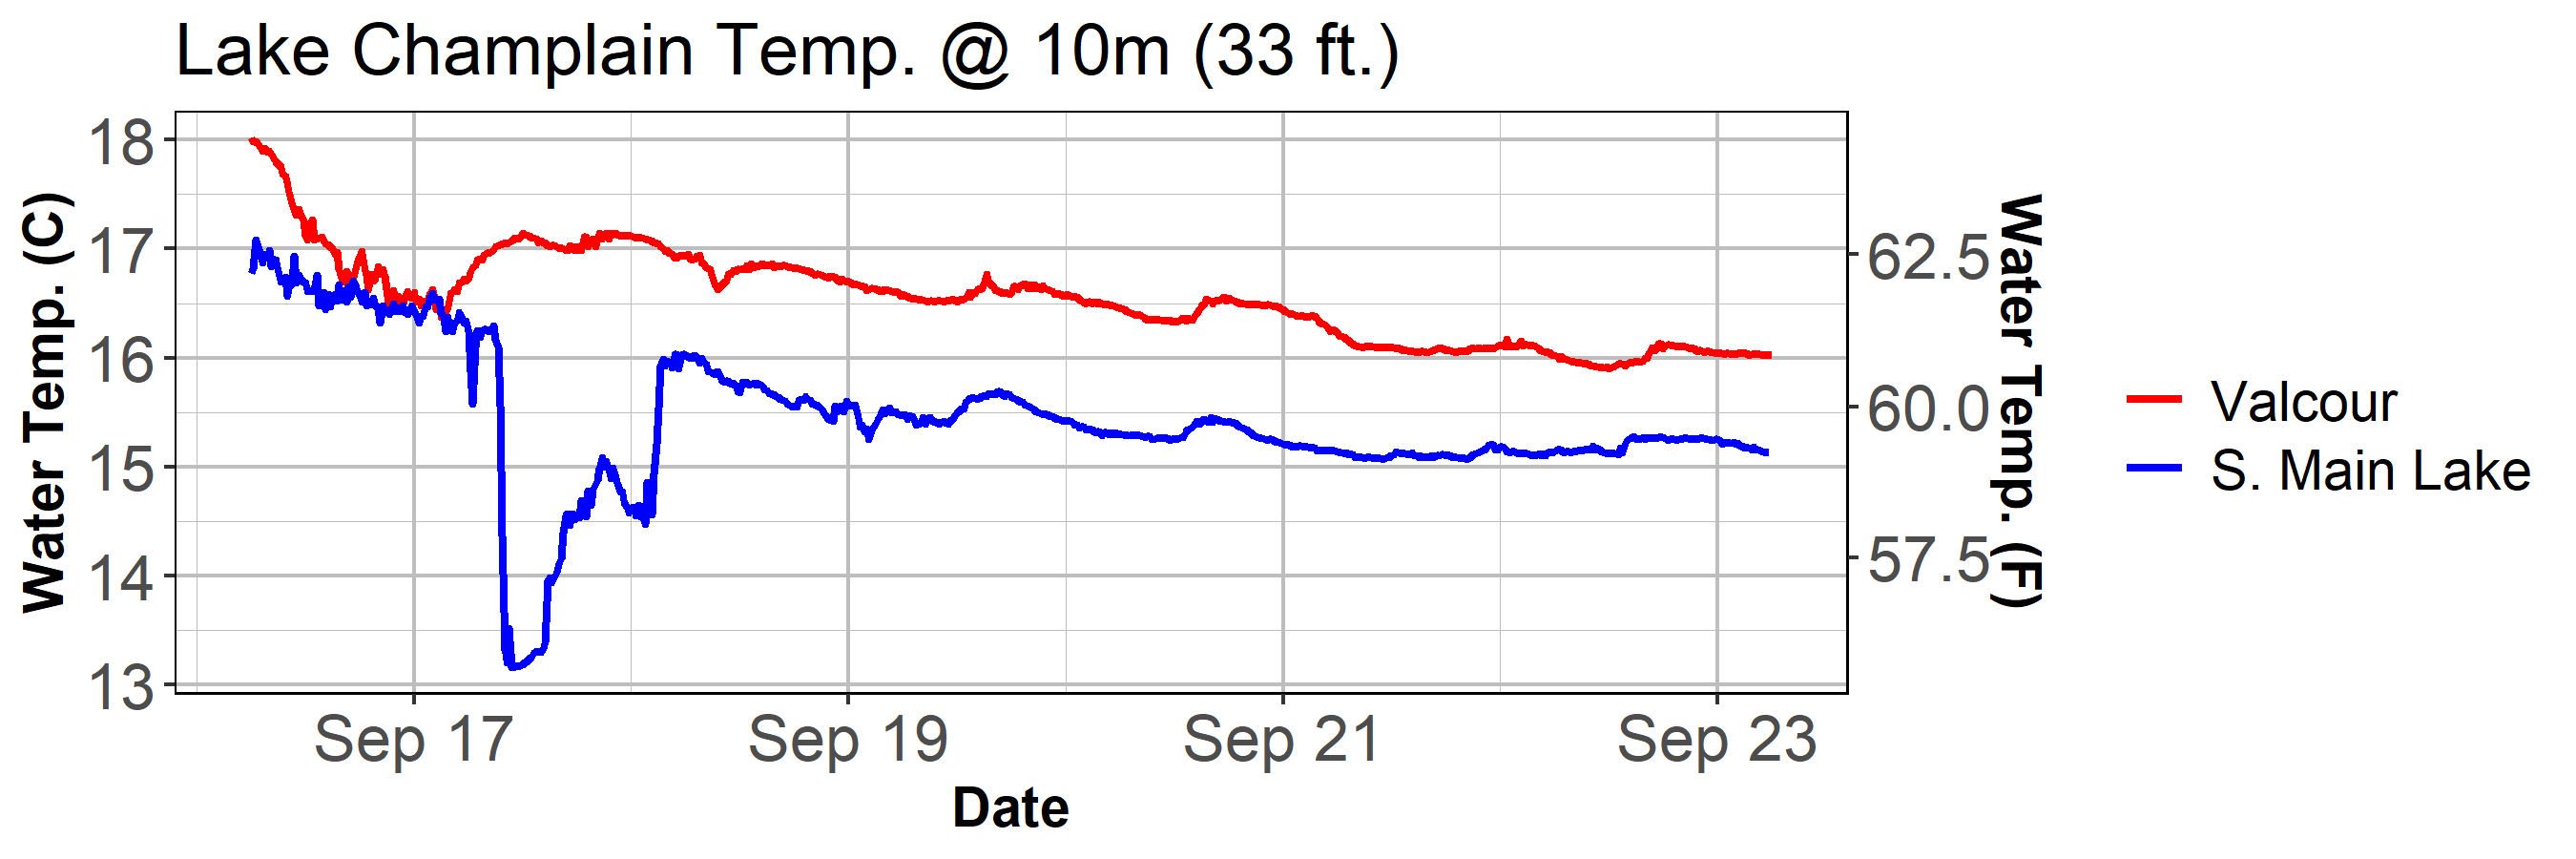 Lake Champlain Temp. @ 10m (33 ft.)
Water Temp. (C)
18
17
16
15
14
13
62.5
60.0
57.5
Water Temp. (F)
Sep 17
Sep 19
Sep 21
Sep 23
Date
Valcour
S. Main Lake